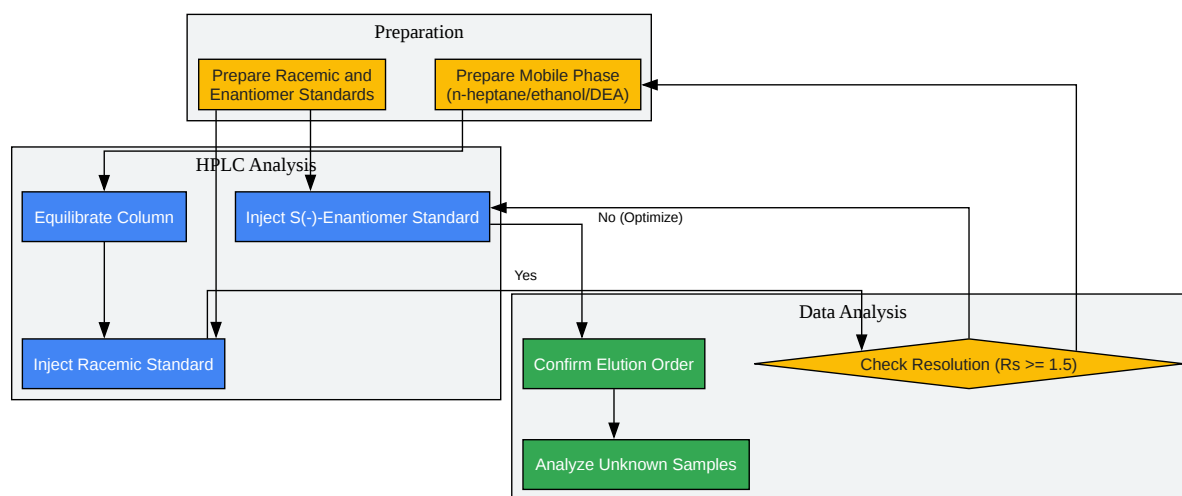 Preparation
Prepare Racemic and
Enantiomer Standards
Prepare Mobile Phase
(n-heptane/ethanol/DEA)
HPLC Analysis
Equilibrate Column
Inject S(-)-Enantiomer Standard
No (Optimize)
Yes
Inject Racemic Standard
Data Analysis
Confirm Elution Order
Check Resolution (Rs >= 1.5)
Analyze Unknown Samples